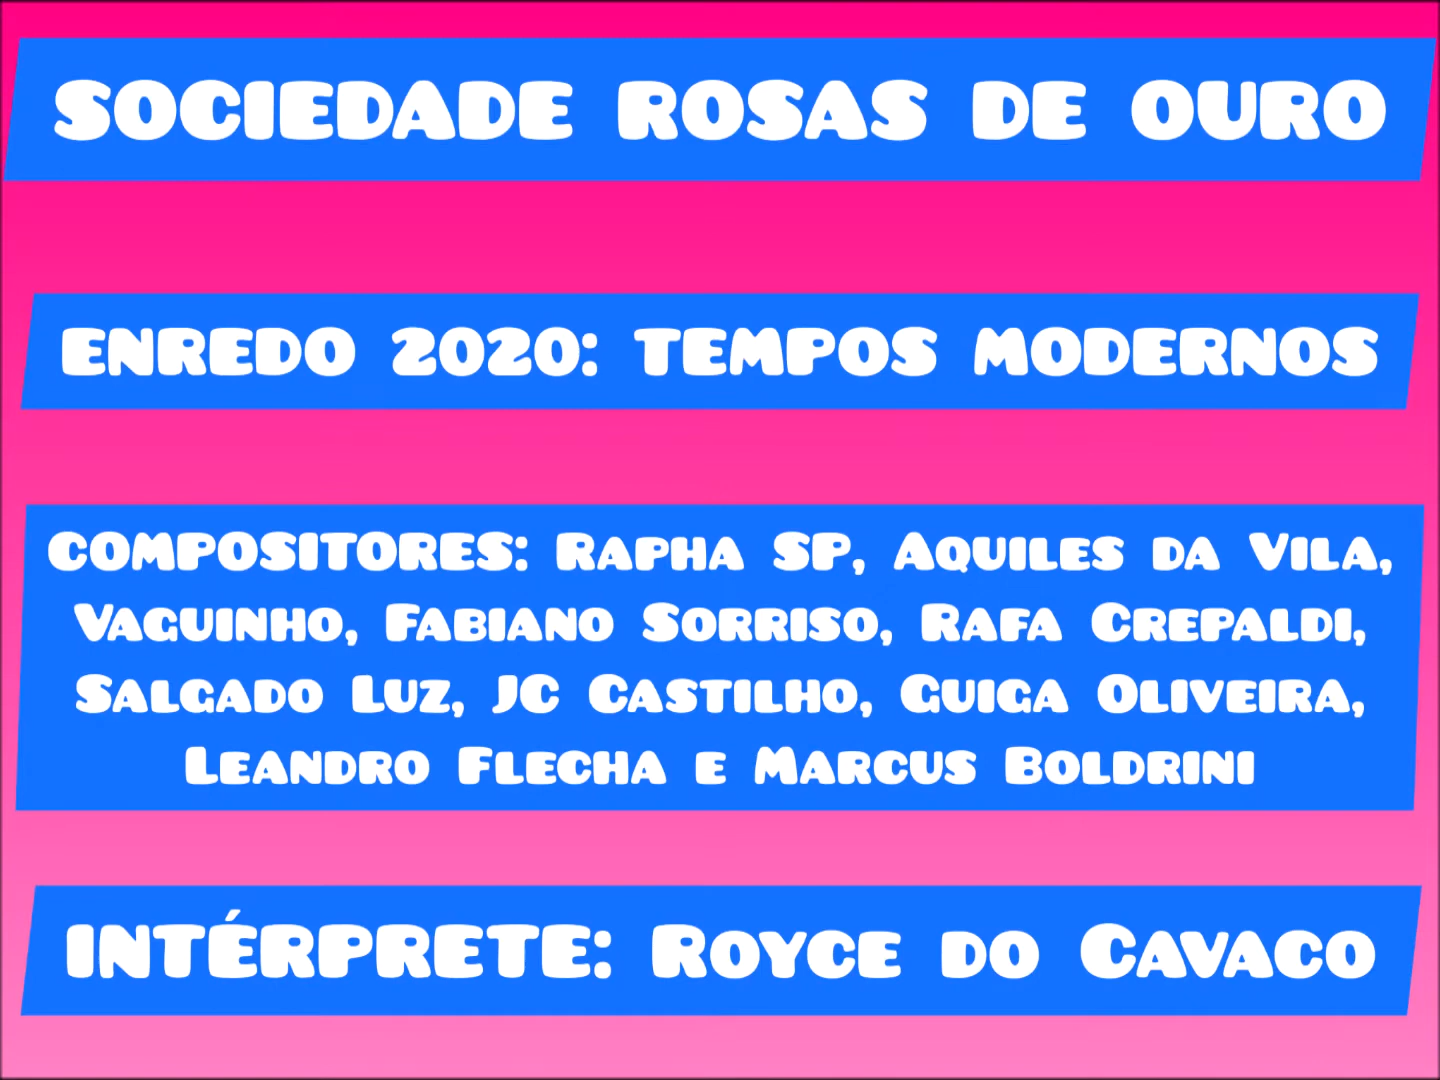 SOCIEDADE ROSAS DE OURO
ENREDO 2020: TEMPOS MODERNOS
COMPOSITORES: RAPHA SP, AQUILES DA VILA,
VAGUINHO, FABIANO SORRISO, RAFA CREPALDI,
SALGADO LUZ, JC CASTILHO, GUIGA OLIVEIRA,
LEANDRO FLECHA E MARCUS BOLDRINI
INTÉRPRETE: ROYCE DO CAVACO